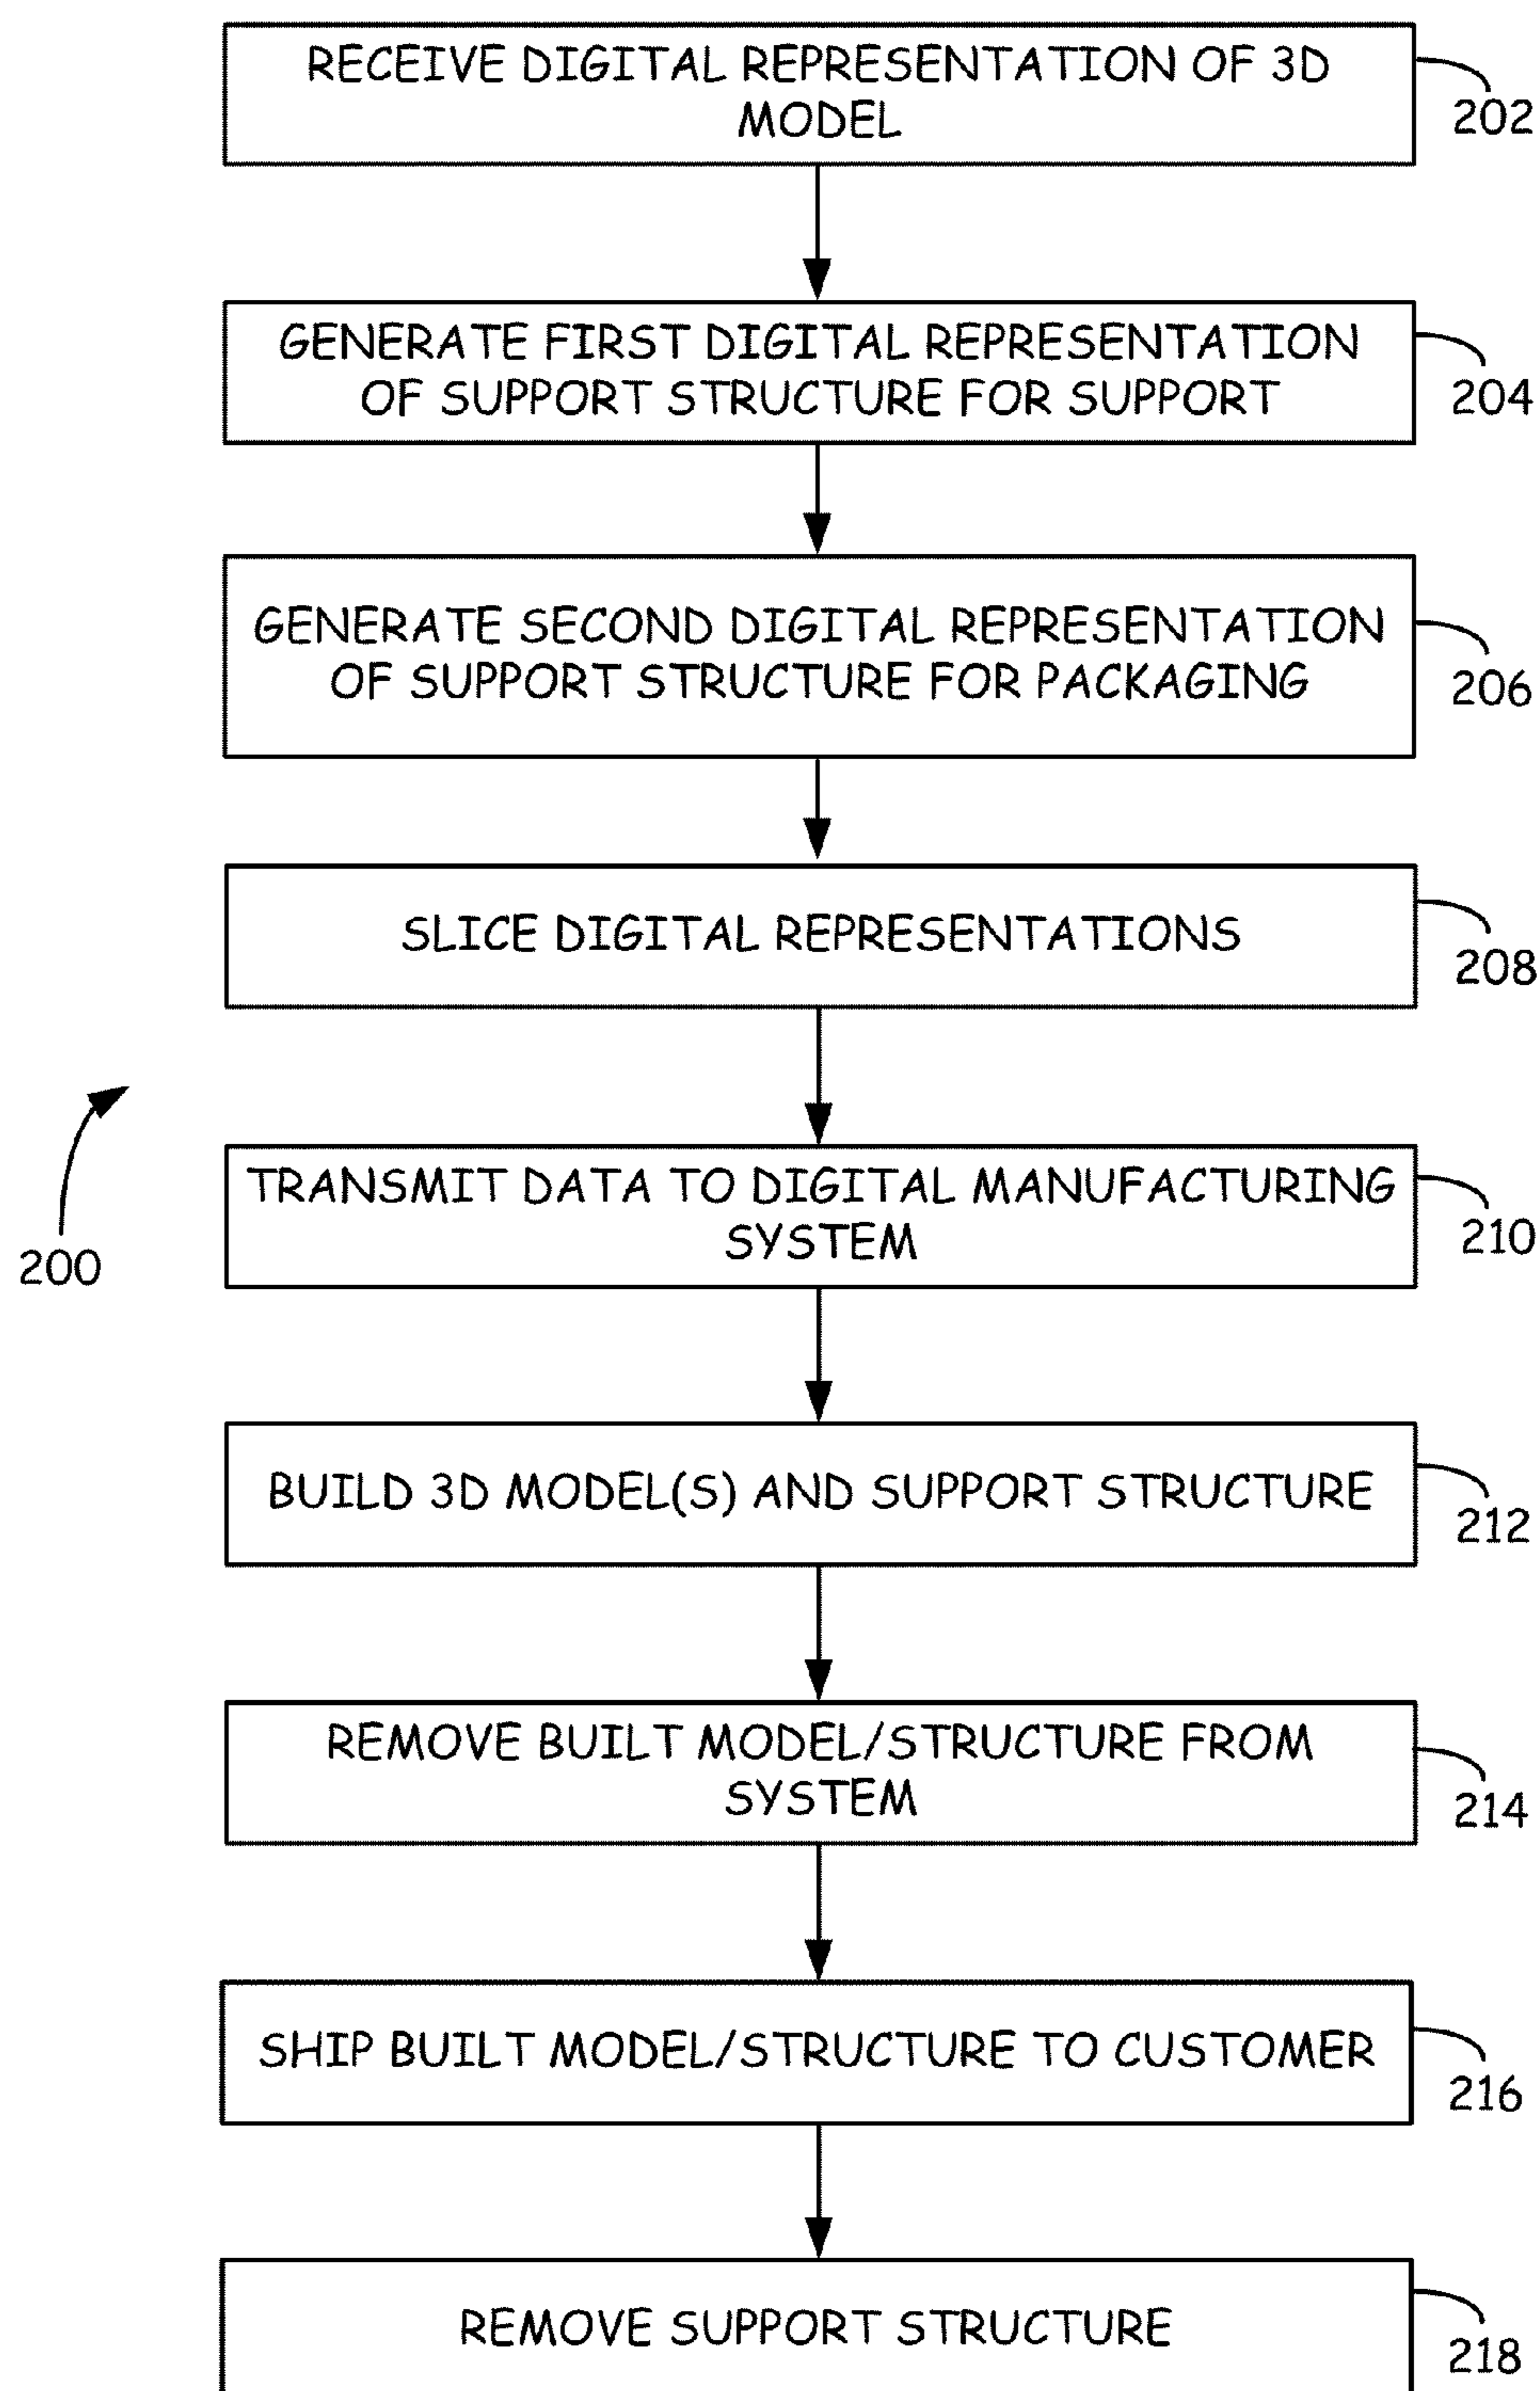 RECEIVE DIGITAL REPRESENTATION OF 3D
MODEL
202
GENERATE FIRST DIGITAL REPRESENTATION
OF SUPPORT STRUCTURE FOR SUPPORT
204
GENERATE SECOND DIGITAL REPRESENTATION
OF SUPPORT STRUCTURE FOR PACKAGING
206
SLICE DIGITAL REPRESENTATIONS
208
TRANSMIT DATA TO DIGITAL MANUFACTURING
SYSTEM
210
200
BUILD 3D MODEL(S) AND SUPPORT STRUCTURE
212
REMOVE BUILT MODEL/STRUCTURE FROM
SYSTEM
214
SHIP BUILT MODEL/STRUCTURE TO CUSTOMER
216
REMOVE SUPPORT STRUCTURE
218